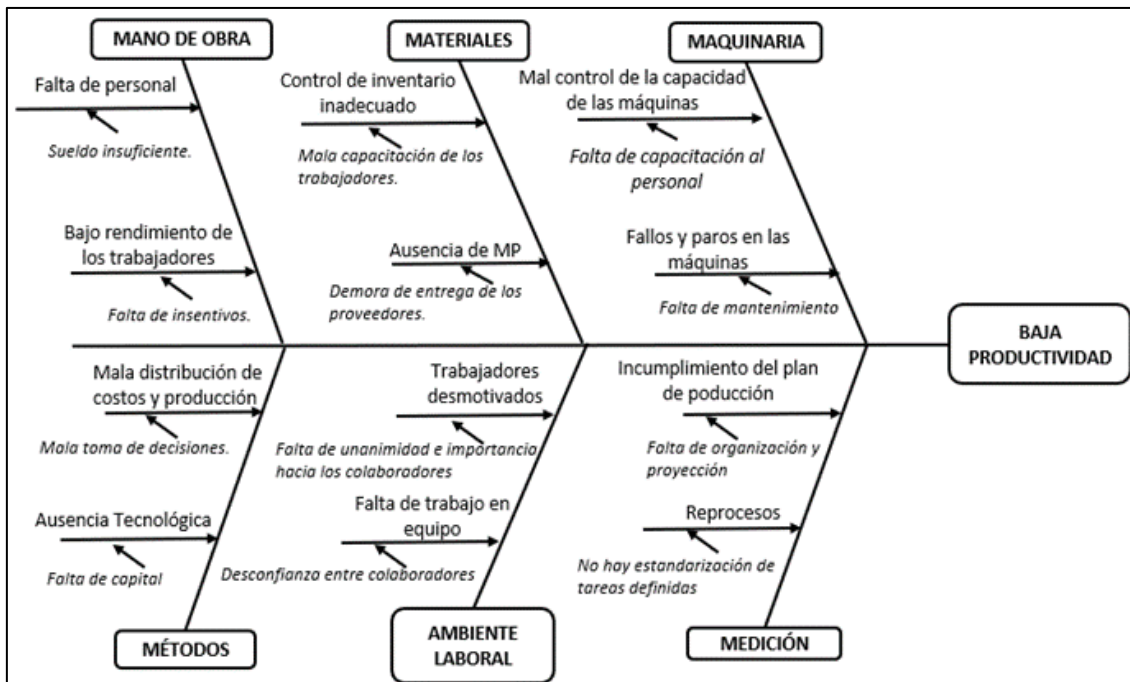 MANO DE OBRA
Falta de personal
Sueldo insuficiente.
Bajo rendimiento de
los trabajadores
Falta de insentivos.
MATERIALES
Control de inventario
inadecuado
Mala capacitación de los
trabajadores.
Ausencia de MP
Demora de entrega de los
proveedores.
MAQUINARIA
Mal control de la capacidad
de las máquinas
Falta de capacitación al
personal
Fallos y paros en las
máquinas
Falta de mantenimiento
BAJA
PRODUCTIVIDAD
Mala distribución de
costos y producción
Mala toma de decisiones.
Ausencia Tecnológica
Falta de capital
MÉTODOS
Trabajadores
desmotivados
Falta de unanimidad e importancia
hacia los colaboradores
Falta de trabajo en
equipo
Desconfianza entre colaboradores
AMBIENTE
LABORAL
Incumplimiento del plan
de poducción
Falta de organización y
proyección
Reprocesos
No hay estandarización de
tareas definidas
MEDICIÓN